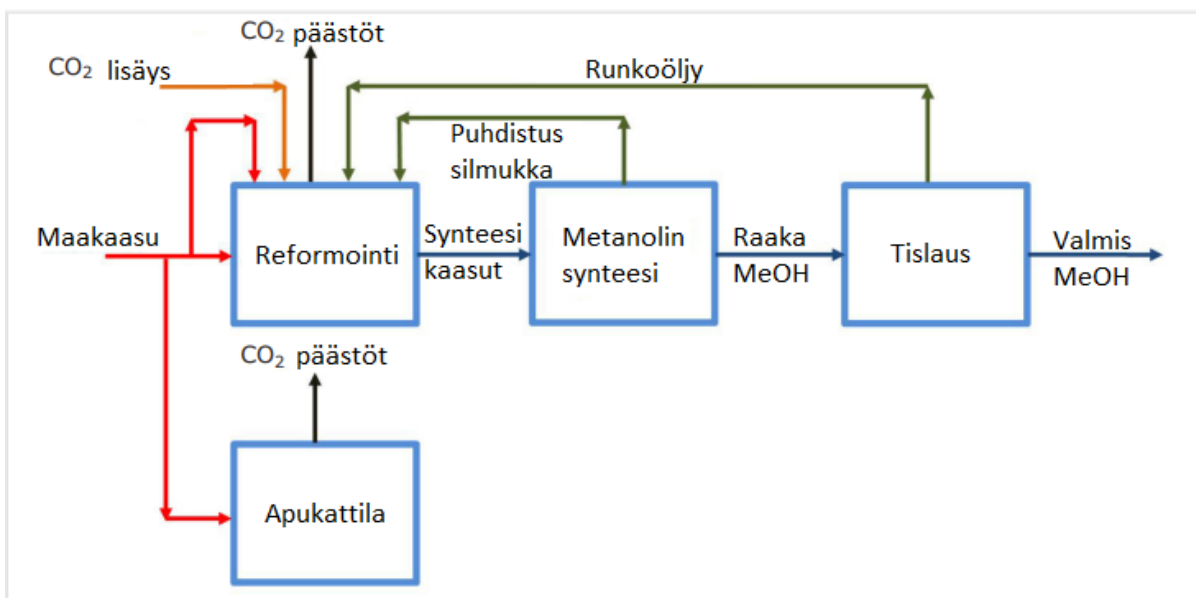 CO₂ päästöt
CO₂ lisäys
Runkoöljy
Puhdistus
silmukka
Maakaasu
Reformointi
Synteesi
kaasut
Metanolin
synteesi
Raaka
MeOH
Tislaus
Valmis
MeOH
CO₂ päästöt
Apukattila